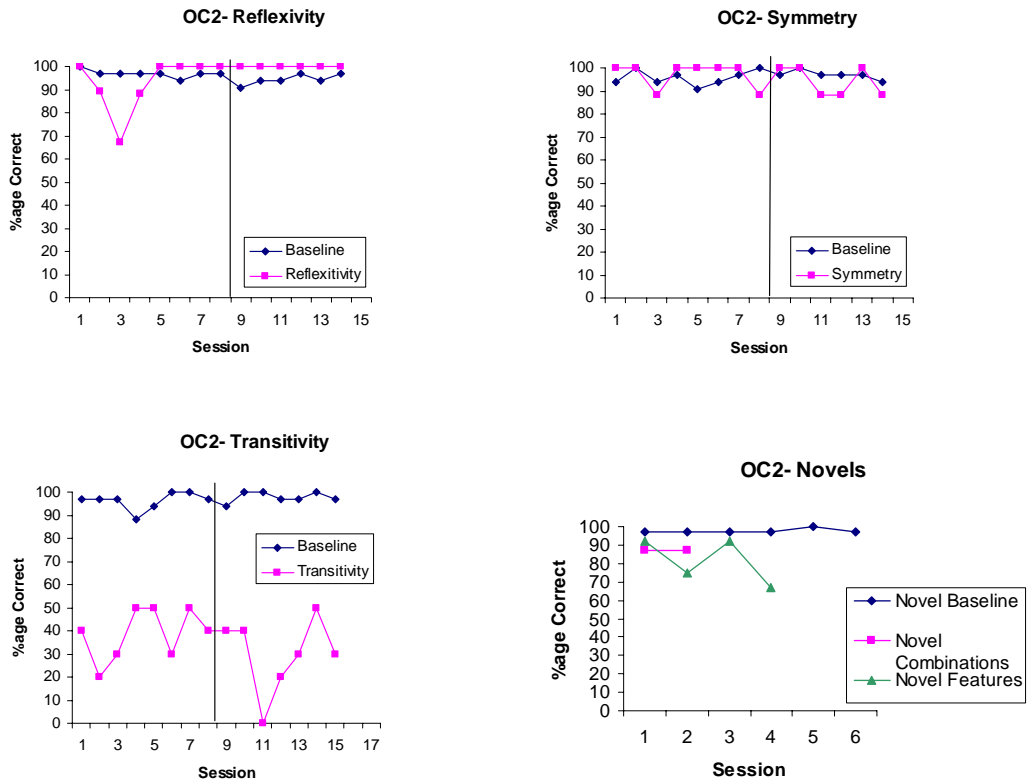 OC2- Reflexivity
100
90
80
70
60
50
40
30
20
10
0
%age Correct
Baseline
Reflexitivity
1 3 5 7 9 11 13 15
Session
OC2- Symmetry
100
90
80
70
60
50
40
30
20
10
0
%age Correct
Baseline
Symmetry
1 3 5 7 9 11 13 15
Session
OC2- Transitivity
100
90
80
70
60
50
40
30
20
10
0
%age Correct
Baseline
Transitivity
1 3 5 7 9 11 13 15 17
Session
OC2- Novels
100
90
80
70
60
50
40
30
20
10
0
%age Correct
Novel Baseline
Novel
Combinations
Novel Features
1 2 3 4 5 6
Session